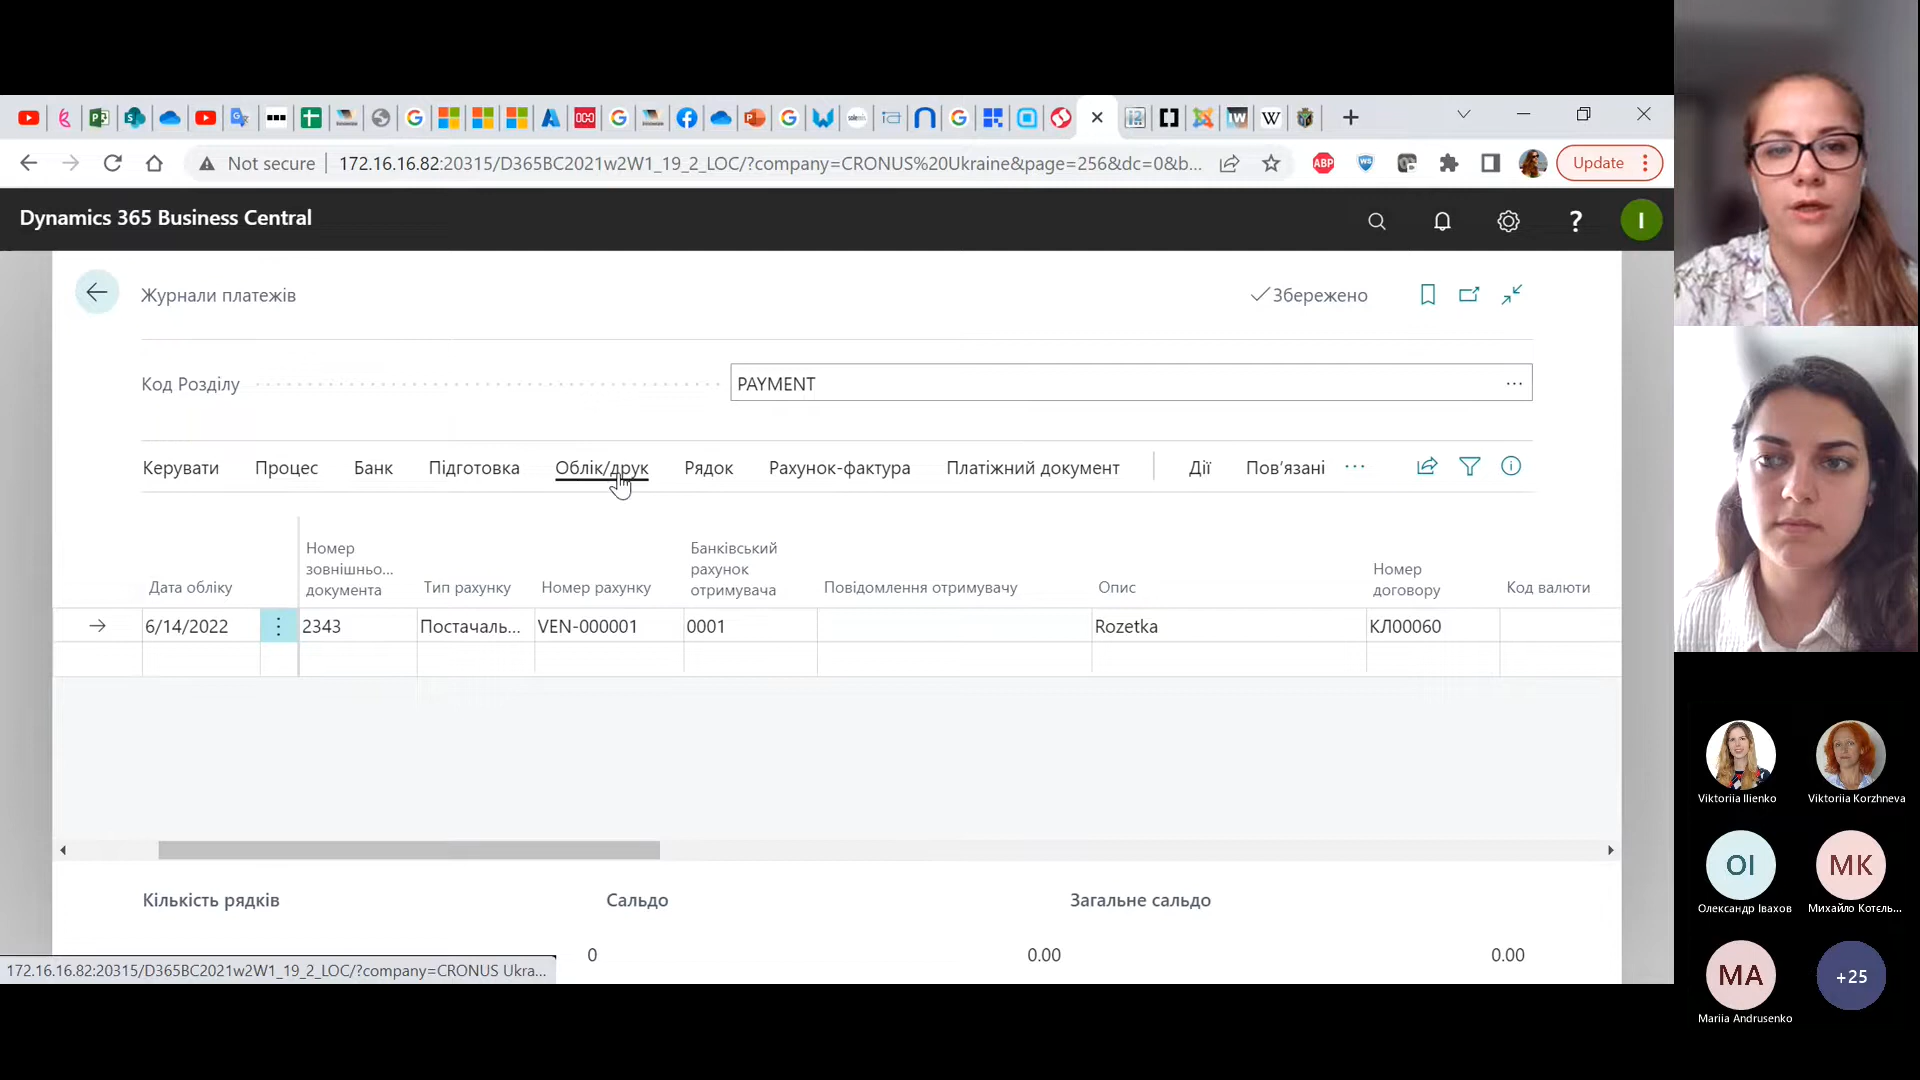 Not secure
172.16.16.82:20315/D365BC2021w2W1_19_2_LOC/?company=CRONUS%20Ukraine&page=256&dc=0&b...
ABP
Update
Dynamics 365 Business Central
?
I
Журнали платежів
Збережено
Код Розділу
PAYMENT
Керувати
Процес
Банк
Підготовка
Облік/друк
Рядок
Рахунок-фактура
Платіжний документ
Дії
Пов'язані
Дата обліку
Номер
зовнішньо...
документа
Тип рахунку
Номер рахунку
Банківський
рахунок
отримувача
Повідомлення отримувачу
Опис
Номер
договору
Код валюти
6/14/2022
2343
Постачаль...
VEN-000001
0001
Rozetka
КЛ00060
Кількість рядків
Сальдо
Загальне сальдо
0
0.00
0.00
172.16.16.82:20315/D365BC2021w2W1_19_2_LOC/?company=CRONUS Ukra...
Viktoriia Ilienko
Viktoriia Korzhneva
OI
Олександр Івахов
MK
Михайло Котєль...
MA
Mariia Andrusenko
+25